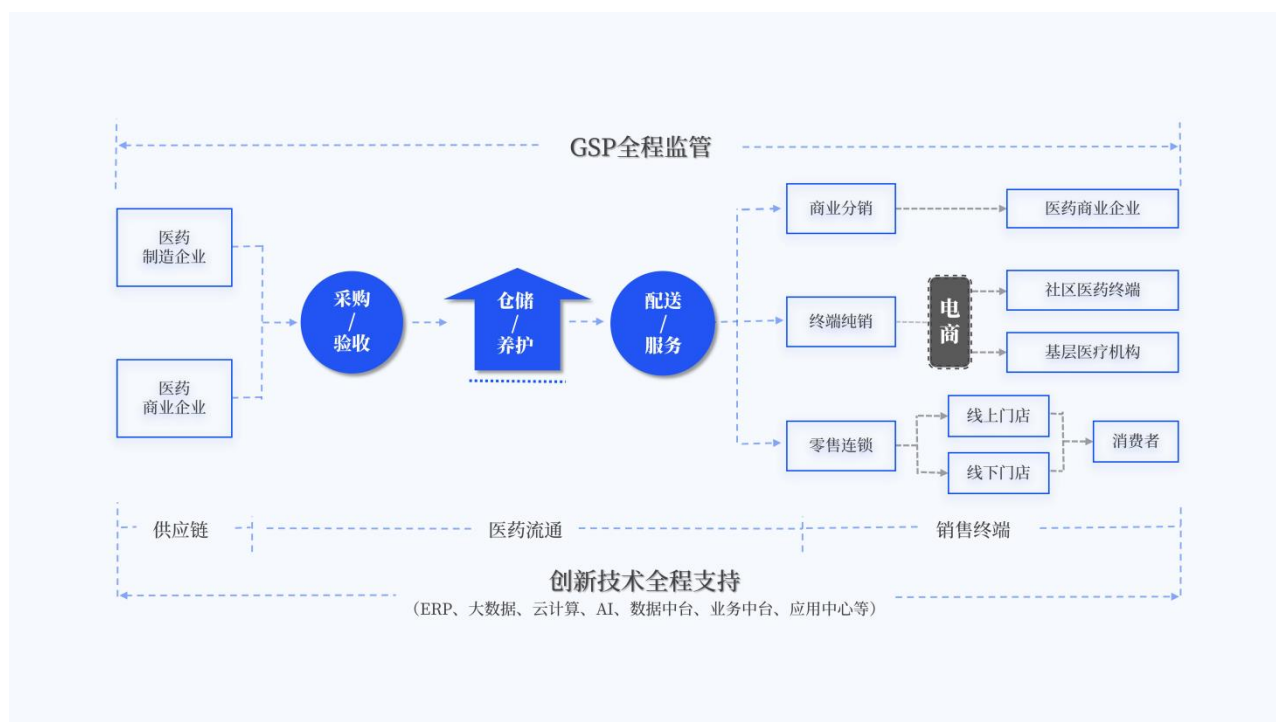 GSP全程监管
医药
制造企业
医药
商业企业
采购
/
验收
仓储
/
养护
配送
/
服务
商业分销
医药商业企业
终端纯销
电
商
社区医药终端
基层医疗机构
零售连锁
线上门店
线下门店
消费者
供应链
医药流通
销售终端
创新技术全程支持
（ERP、大数据、云计算、AI、数据中台、业务中台、应用中心等）